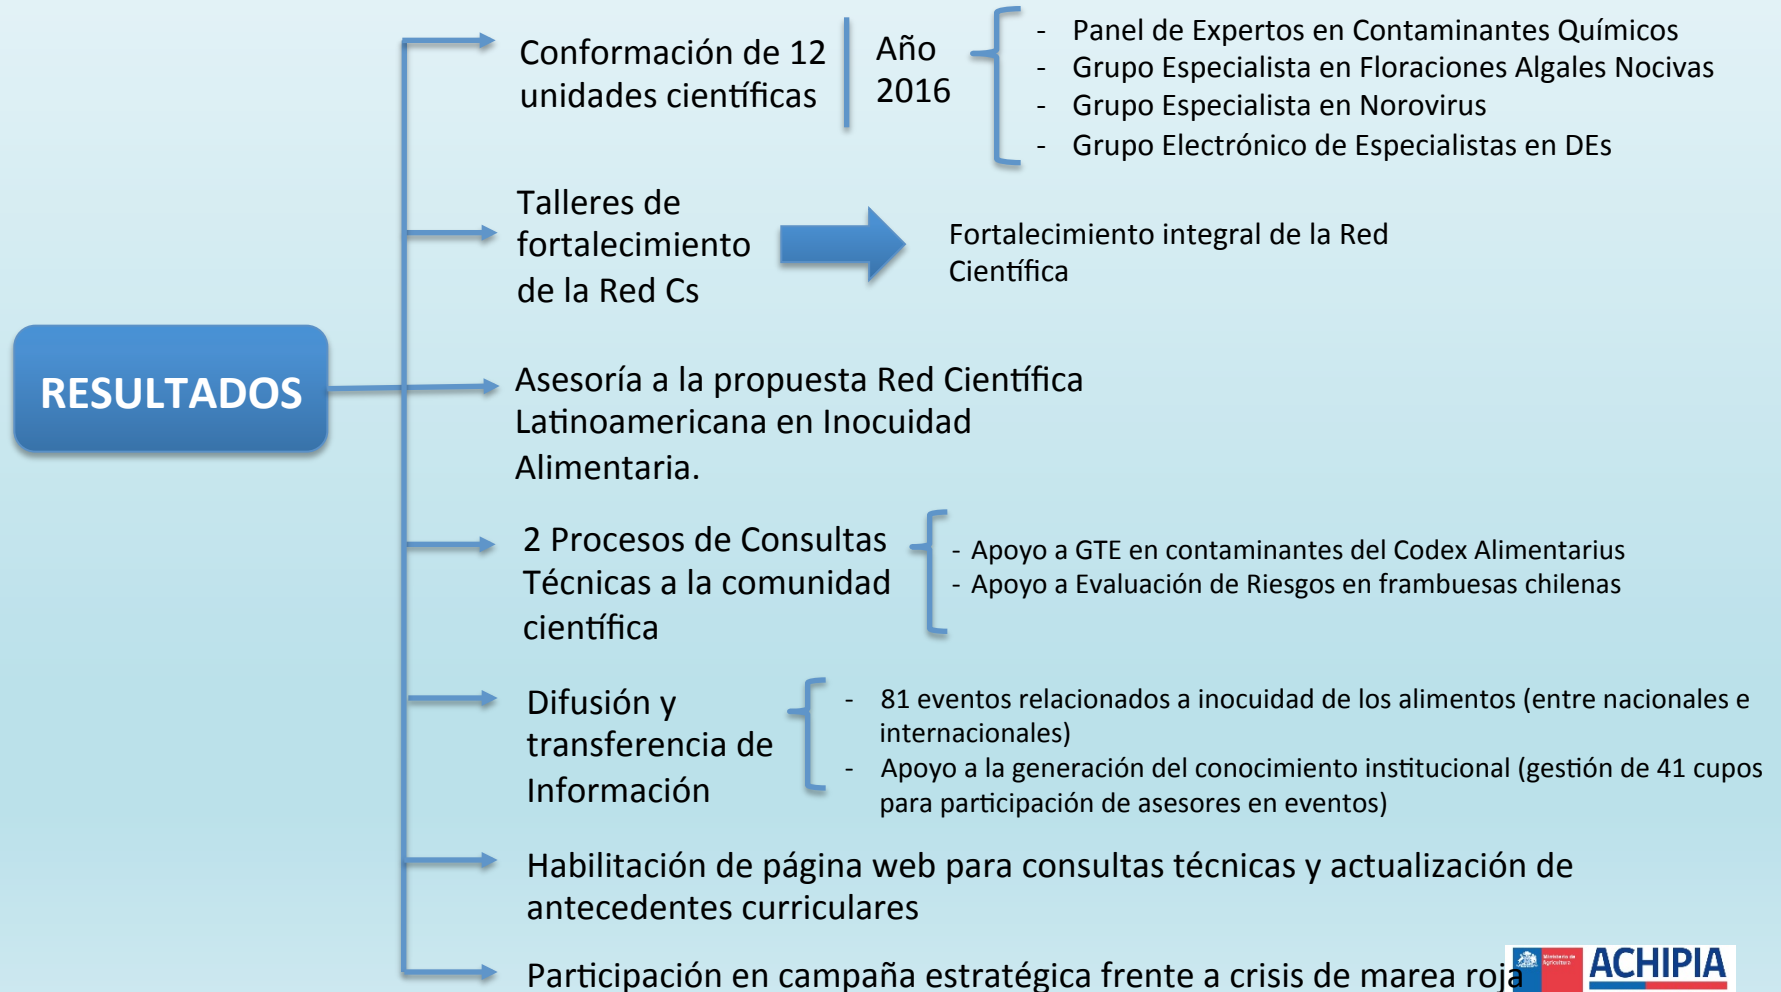 RESULTADOS
Conformación de 12
unidades científicas
Año
2016
- Panel de Expertos en Contaminantes Químicos
- Grupo Especialista en Floraciones Algales Nocivas
- Grupo Especialista en Norovirus
- Grupo Electrónico de Especialistas en DEs
Talleres de
fortalecimiento
de la Red Cs
Fortalecimiento integral de la Red
Científica
Asesoría a la propuesta Red Científica
Latinoamericana en Inocuidad
Alimentaria.
2 Procesos de Consultas
Técnicas a la comunidad
científica
- Apoyo a GTE en contaminantes del Codex Alimentarius
- Apoyo a Evaluación de Riesgos en frambuesas chilenas
Difusión y
transferencia de
Información
- 81 eventos relacionados a inocuidad de los alimentos (entre nacionales e
internacionales)
- Apoyo a la generación del conocimiento institucional (gestión de 41 cupos
para participación de asesores en eventos)
Habilitación de página web para consultas técnicas y actualización de
antecedentes curriculares
Participación en campaña estratégica frente a crisis de marea roja
Ministerio de
Agricultura
ACHIPIA